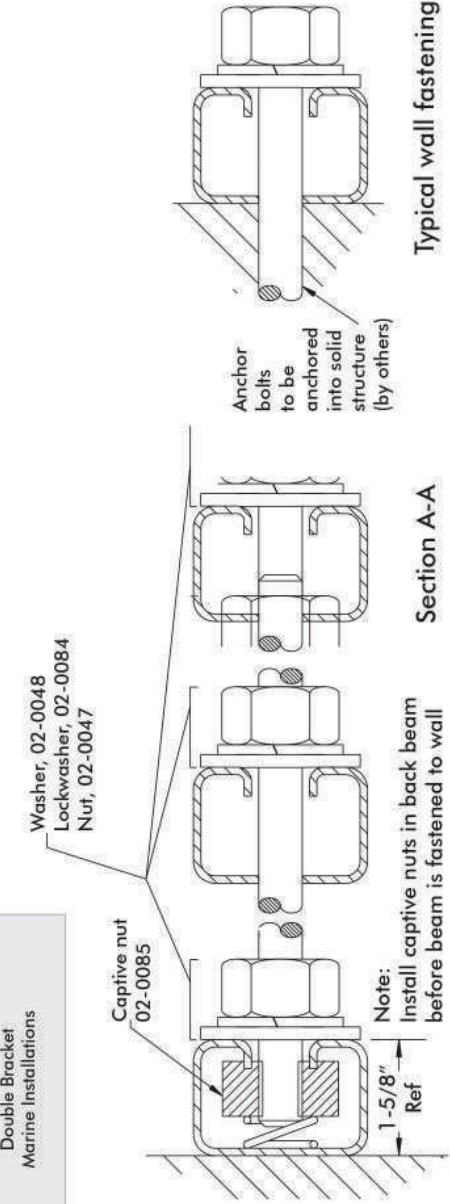 Double Bracket
Marine Installations
Washer, 02-0048
Lockwasher, 02-0084
Nut, 02-0047
Captive nut
02-0085
1-5/8"
Ref
Note:
Install captive nuts in back beam
before beam is fastened to wall
Section A-A
Anchor
bolts
to be
anchored
into solid
structure
(by others)
Typical wall fastening